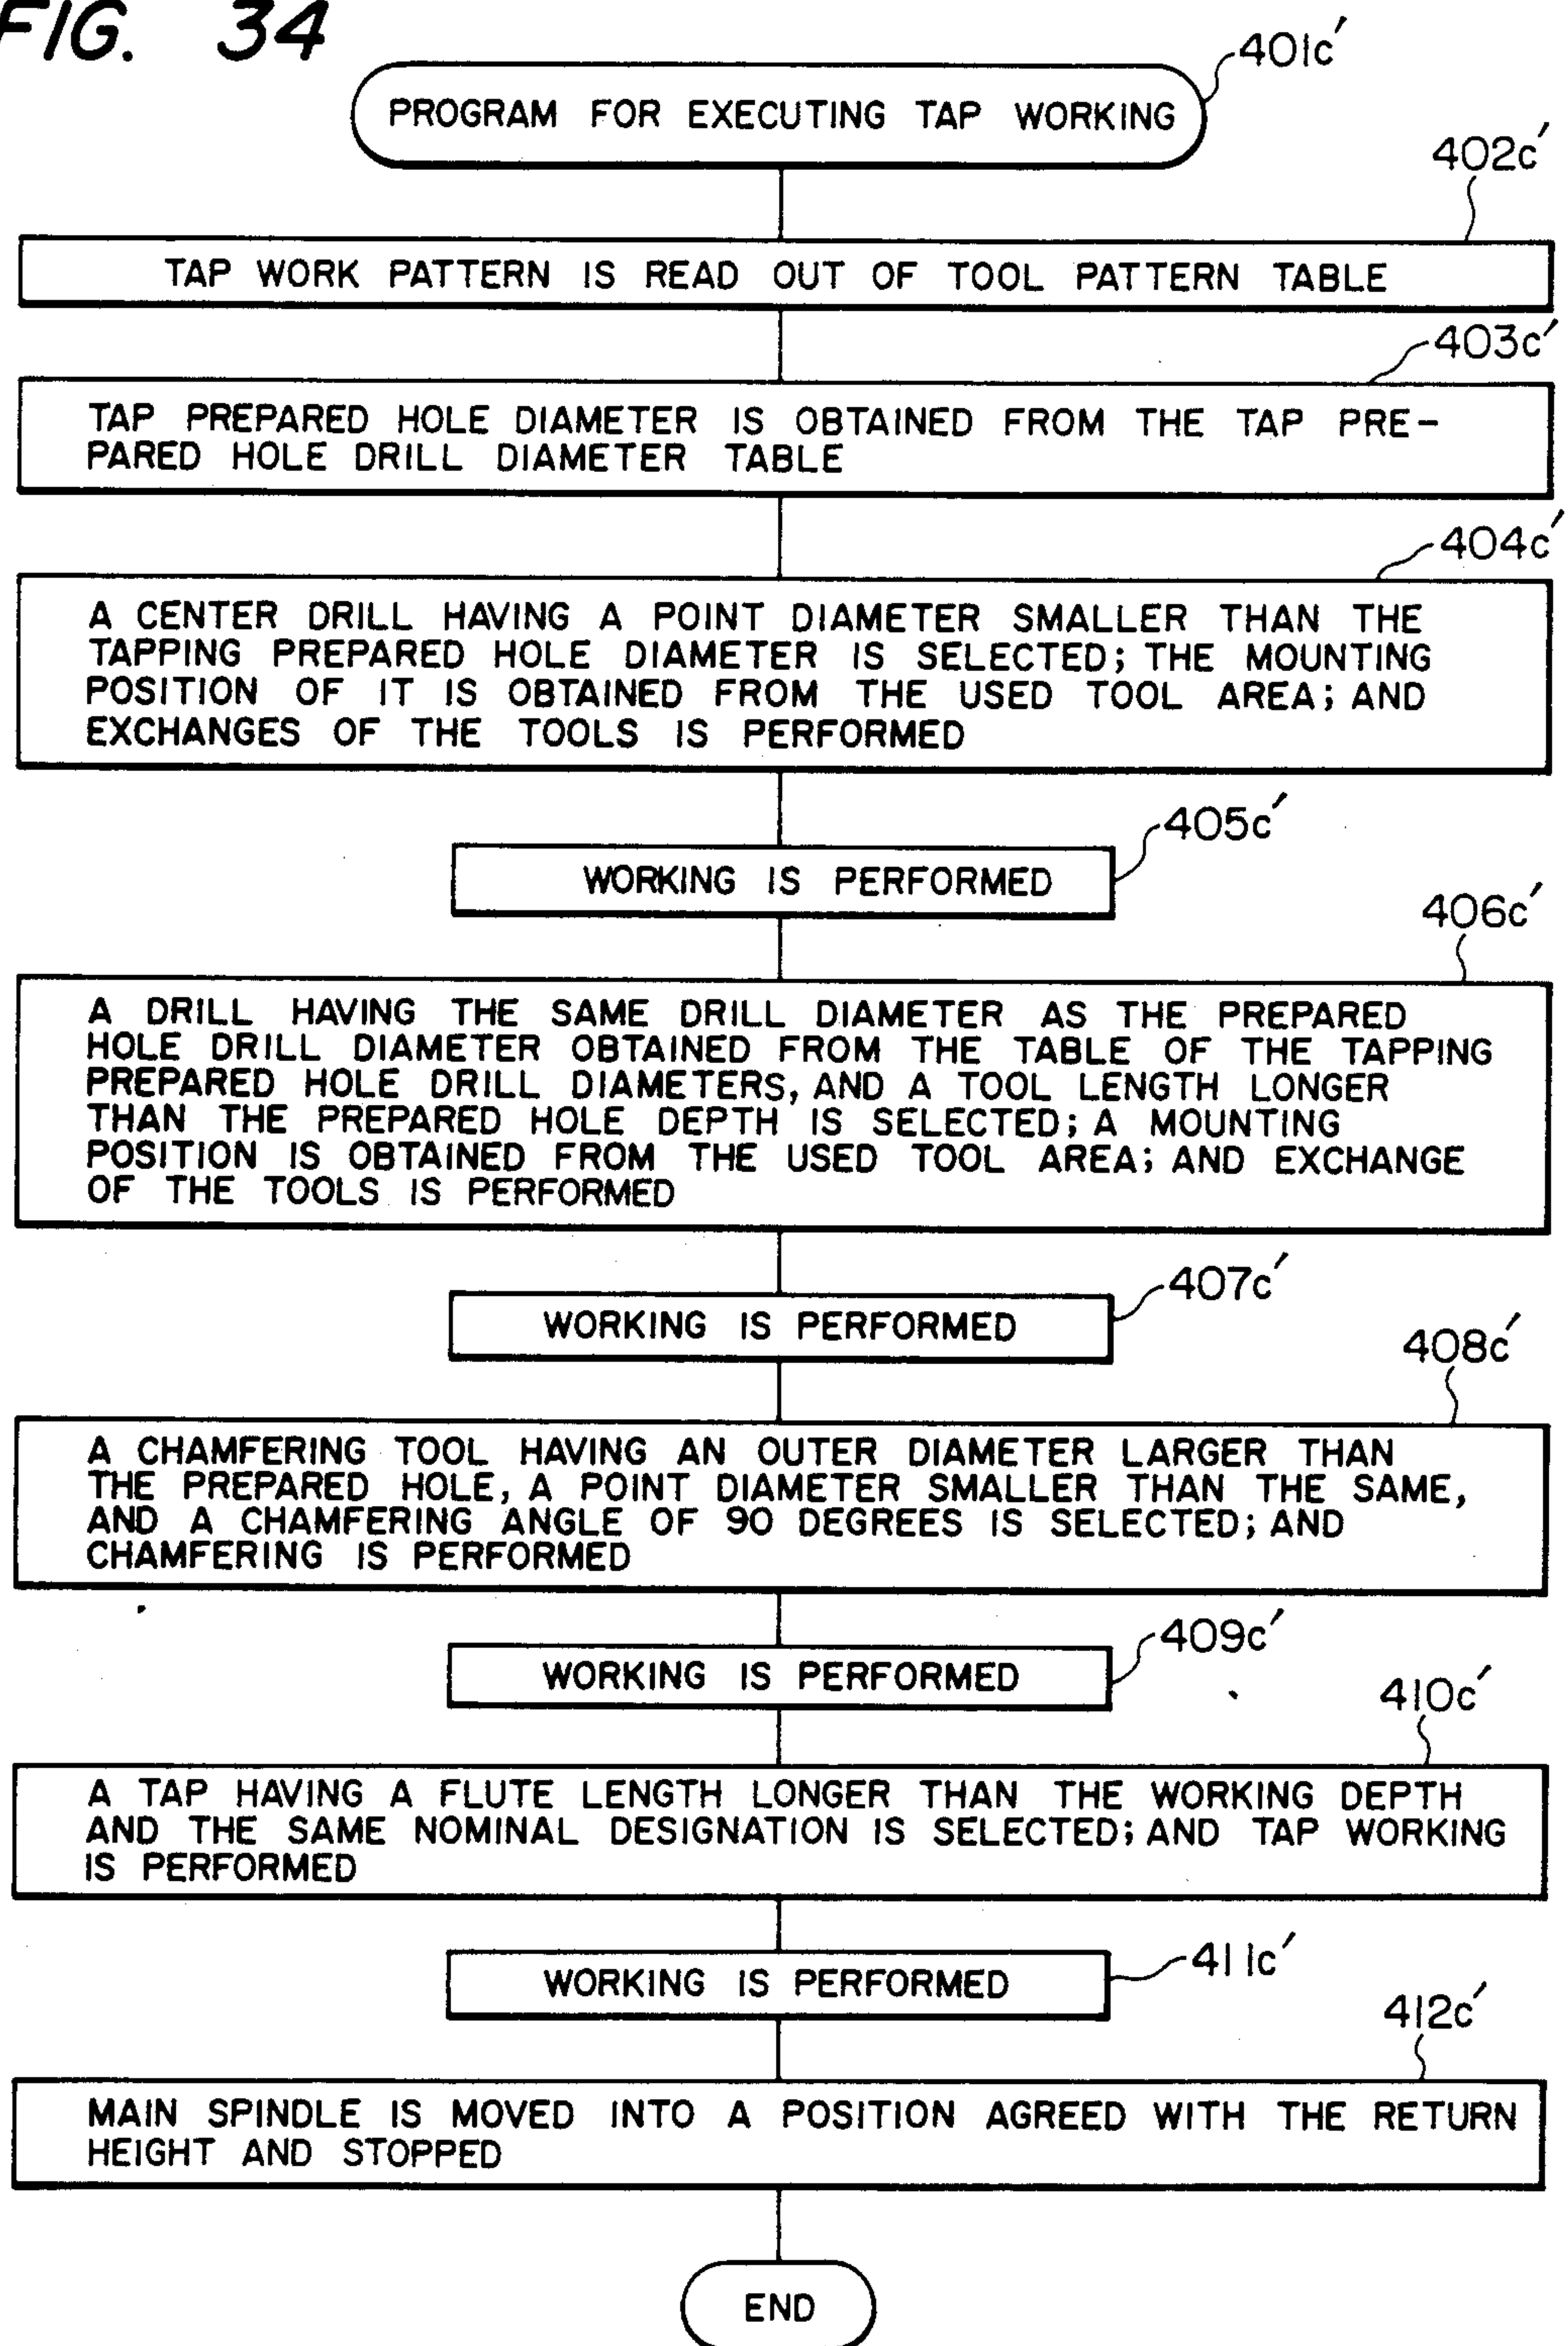 FIG. 34
401c'
PROGRAM FOR EXECUTING TAP WORKING
402c'
TAP WORK PATTERN IS READ OUT OF TOOL PATTERN TABLE
403c'
TAP PREPARED HOLE DIAMETER IS OBTAINED FROM THE TAP PRE-
PARED HOLE DRILL DIAMETER TABLE
404c'
A CENTER DRILL HAVING A POINT DIAMETER SMALLER THAN THE
TAPPING PREPARED HOLE DIAMETER IS SELECTED; THE MOUNTING
POSITION OF IT IS OBTAINED FROM THE USED TOOL AREA; AND
EXCHANGES OF THE TOOLS IS PERFORMED
405c'
WORKING IS PERFORMED
406c'
A DRILL HAVING THE SAME DRILL DIAMETER AS THE PREPARED
HOLE DRILL DIAMETER OBTAINED FROM THE TABLE OF THE TAPPING
PREPARED HOLE DRILL DIAMETERS, AND A TOOL LENGTH LONGER
THAN THE PREPARED HOLE DEPTH IS SELECTED; A MOUNTING
POSITION IS OBTAINED FROM THE USED TOOL AREA; AND EXCHANGE
OF THE TOOLS IS PERFORMED
407c'
WORKING IS PERFORMED
408c'
A CHAMFERING TOOL HAVING AN OUTER DIAMETER LARGER THAN
THE PREPARED HOLE, A POINT DIAMETER SMALLER THAN THE SAME,
AND A CHAMFERING ANGLE OF 90 DEGREES IS SELECTED; AND
CHAMFERING IS PERFORMED
409c'
WORKING IS PERFORMED
410c'
A TAP HAVING A FLUTE LENGTH LONGER THAN THE WORKING DEPTH
AND THE SAME NOMINAL DESIGNATION IS SELECTED; AND TAP WORKING
IS PERFORMED
411c'
WORKING IS PERFORMED
412c'
MAIN SPINDLE IS MOVED INTO A POSITION AGREED WITH THE RETURN
HEIGHT AND STOPPED
END